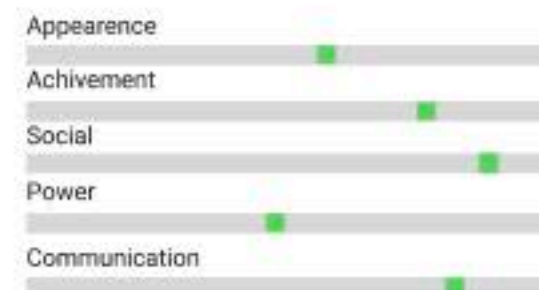 Appearence
Achivement
Social
Power
Communication